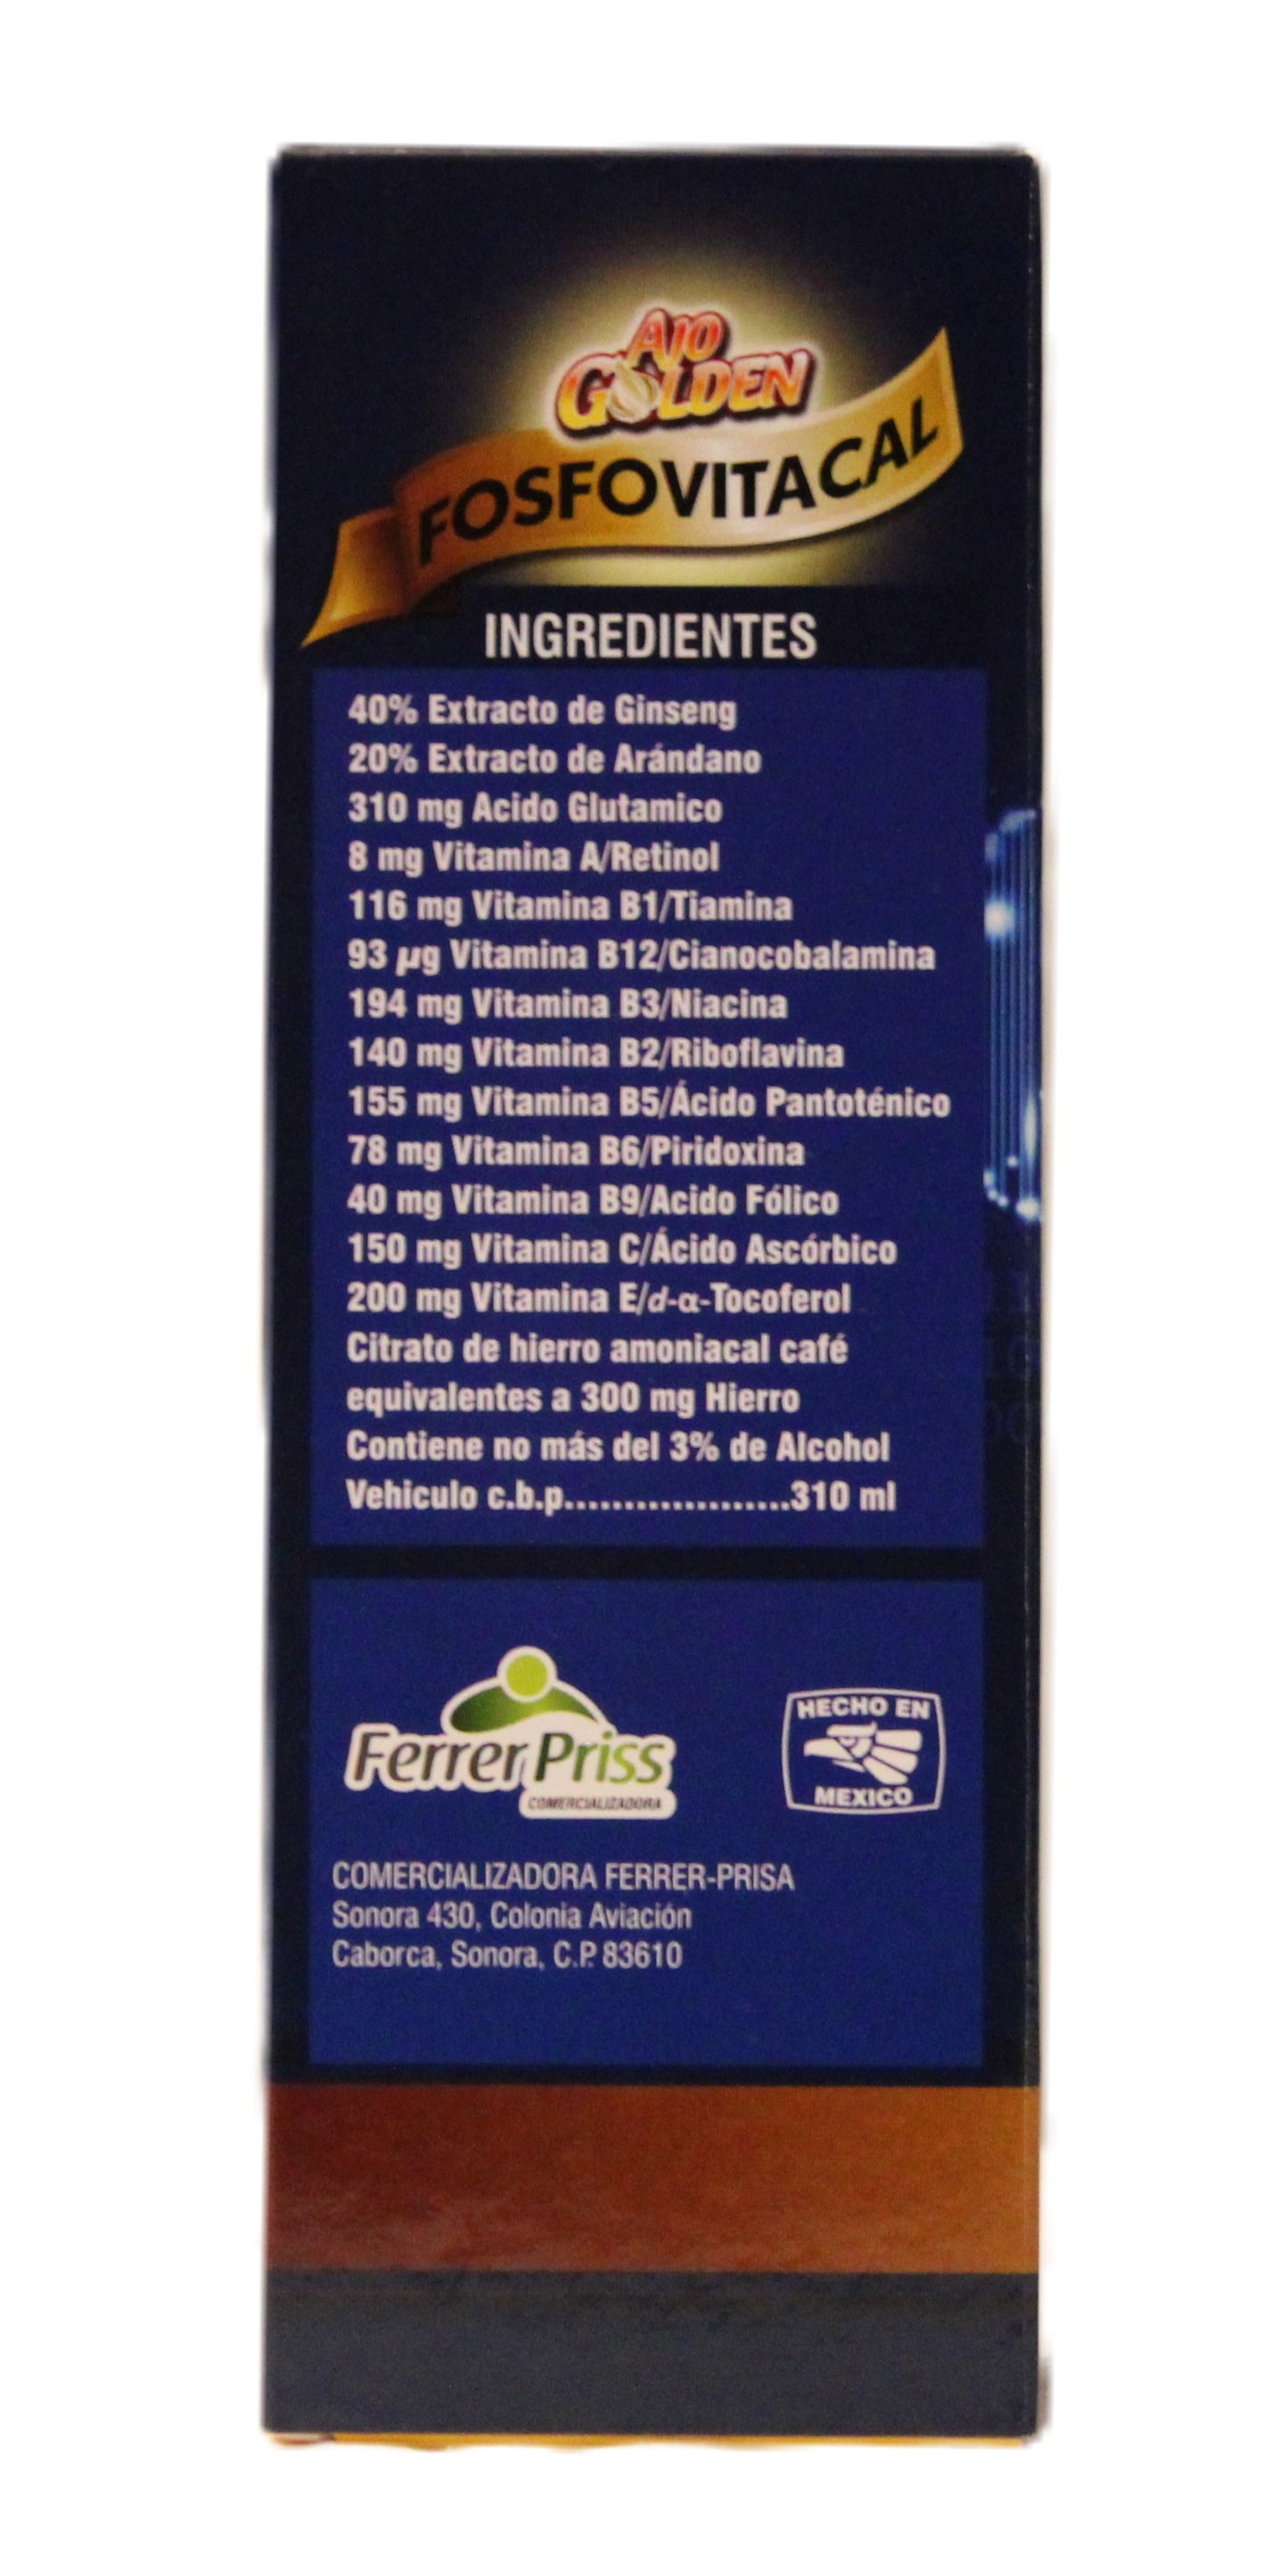 AJO
GOLDEN
FOSFOVITACAL
INGREDIENTES
40% Extracto de Ginseng
20% Extracto de Arándano
310 mg Acido Glutamico
8 mg Vitamina A/Retinol
116 mg Vitamina B1/Tiamina
93 µg Vitamina B12/Cianocobalamina
194 mg Vitamina B3/Niacina
140 mg Vitamina B2/Riboflavina
155 mg Vitamina B5/Ácido Pantoténico
78 mg Vitamina B6/Piridoxina
40 mg Vitamina B9/Acido Fólico
150 mg Vitamina C/Ácido Ascórbico
200 mg Vitamina E/d-α-Tocoferol
Citrato de hierro amoniacal café
equivalentes a 300 mg Hierro
Contiene no más del 3% de Alcohol
Vehiculo c.b.p...................310 ml
Ferrer Priss
COMERCIALIZADORA
HECHO EN
MEXICO
COMERCIALIZADORA FERRER-PRISA
Sonora 430, Colonia Aviación
Caborca, Sonora, C.P. 83610